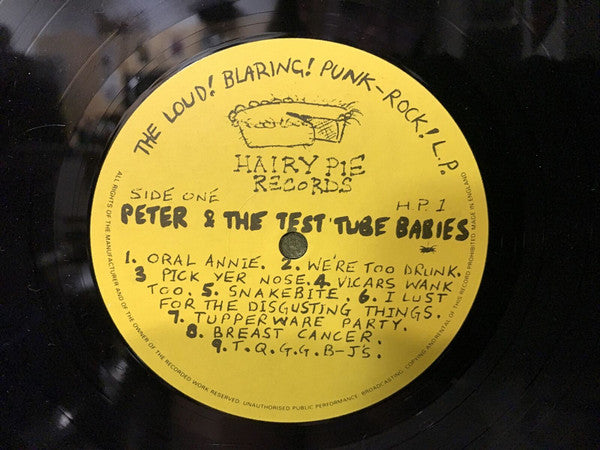 THE LOUD! BLARING! PUNK-ROCK! L.P.
HAIRY PIE
RECORDS
SIDE ONE
H.P. 1
PETER & THE TEST TUBE BABIES
1. ORAL ANNIE. 2. WE'RE TOO DRUNK.
3 PICK YER NOSE. 4. VICARS WANK
TOO. 5. SNAKEBITE. 6. I LUST
FOR THE DISGUSTING THINGS.
7. TUPPERWARE PARTY.
8. BREAST CANCER.
9. T.Q.G.G.B-J's.
ALL RIGHTS OF THE MANUFACTURER AND OF THE OWNER OF THE RECORDED WORK RESERVED. UNAUTHORISED PUBLIC PERFORMANCE, BROADCASTING, COPYING AND RENTAL OF THIS RECORD PROHIBITED. MADE IN ENGLAND